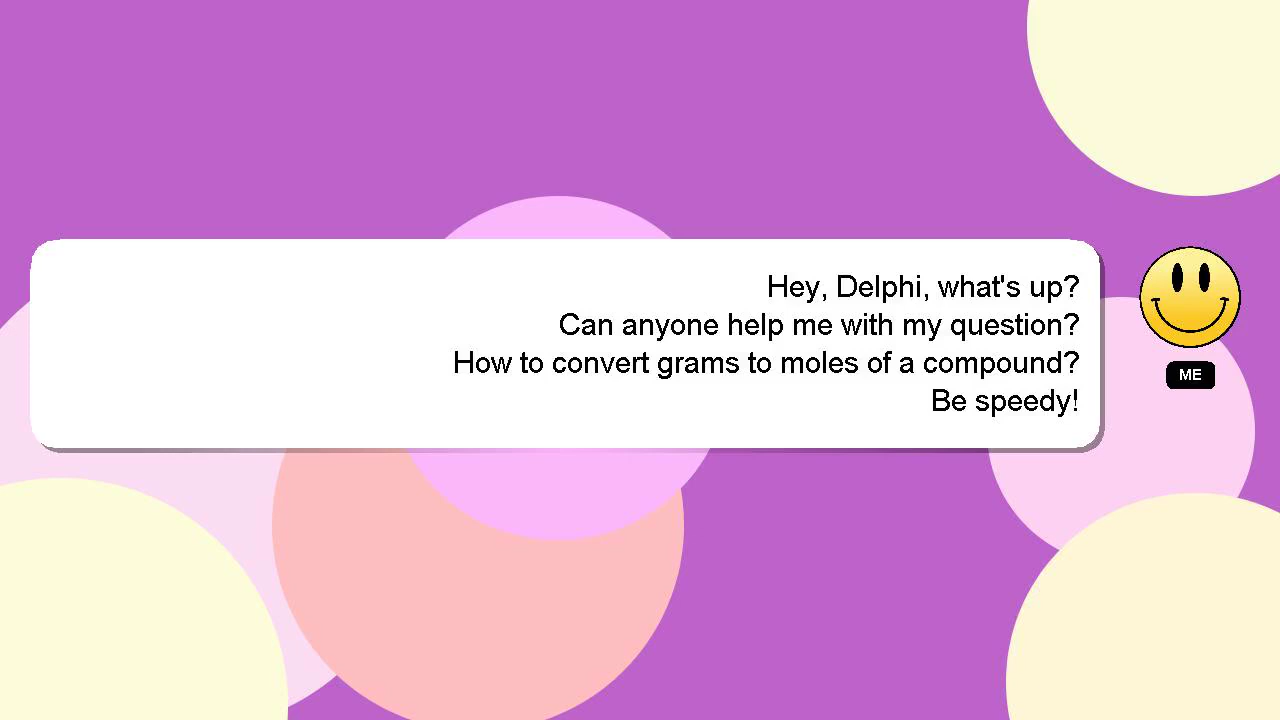 Hey, Delphi, what's up?
Can anyone help me with my question?
How to convert grams to moles of a compound?
Be speedy!
ME